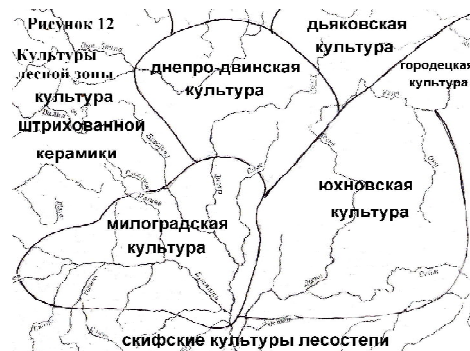 Рисунок 12
Культуры
лесной зоны
культура
штрихованной
керамики
днепро-двинская
культура
дьяковская
культура
городецкая
культура
милоградская
культура
юхновская
культура
скифские культуры лесостепи